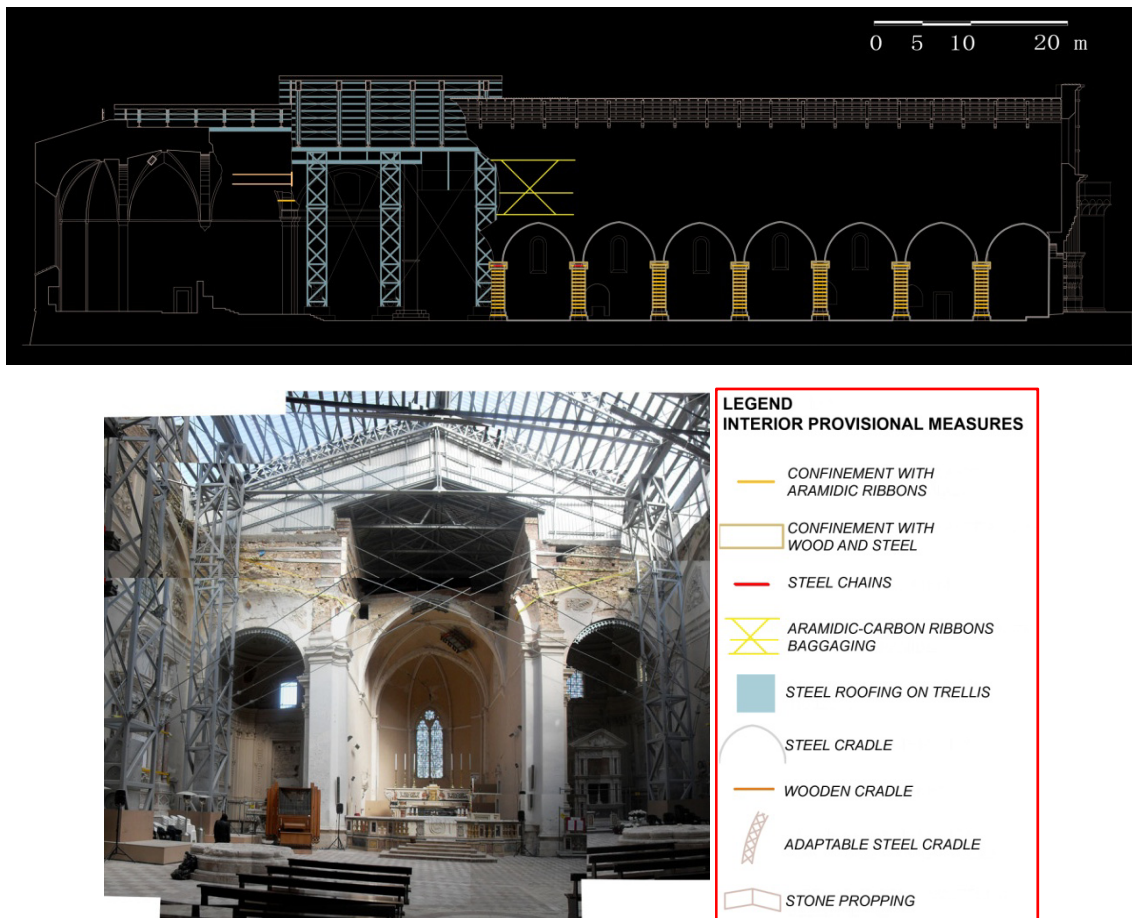 0 5 10 20 m
LEGEND
INTERIOR PROVISIONAL MEASURES
CONFINEMENT WITH
ARAMIDIC RIBBONS
CONFINEMENT WITH
WOOD AND STEEL
STEEL CHAINS
ARAMIDIC-CARBON RIBBONS
BAGGAGING
STEEL ROOFING ON TRELLIS
STEEL CRADLE
WOODEN CRADLE
ADAPTABLE STEEL CRADLE
STONE PROPPING